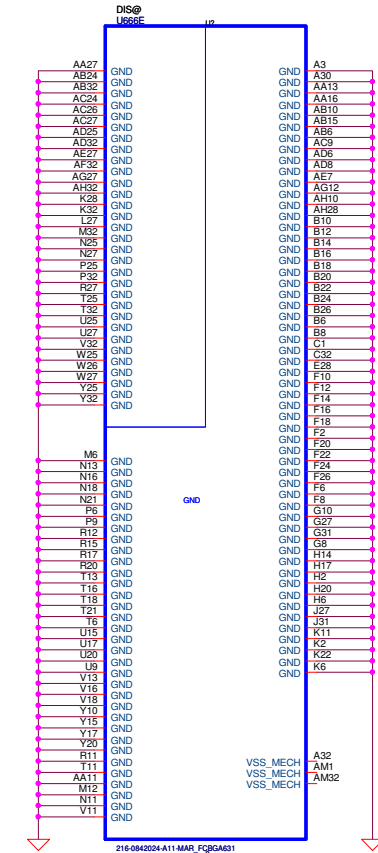 DIS@
U666E
AA27 GND GND A3
AB24 GND GND A30
AB32 GND GND AA13
AC24 GND GND AA16
AC26 GND GND AB10
AC27 GND GND AB15
AD25 GND GND AB6
AD32 GND GND AC9
AE27 GND GND AD6
AF32 GND GND AD8
AG27 GND GND AE7
AH32 GND GND AG12
K28 GND GND AH10
K32 GND GND AH28
L27 GND GND B10
M32 GND GND B12
N25 GND GND B14
N27 GND GND B16
P25 GND GND B18
P32 GND GND B20
R27 GND GND B22
T25 GND GND B24
T32 GND GND B26
U25 GND GND B6
U27 GND GND B8
V32 GND GND C1
W25 GND GND C32
W26 GND GND E28
W27 GND GND F10
Y25 GND GND F12
Y32 GND GND F14
GND F16
GND F18
GND F2
GND F20
M6 GND GND F22
N13 GND GND F24
N16 GND GND F26
N18 GND GND F6
N21 GND GND GND F8
P6 GND GND G10
P9 GND GND G27
R12 GND GND G31
R15 GND GND G8
R17 GND GND H14
R20 GND GND H17
T13 GND GND H2
T16 GND GND H20
T18 GND GND H6
T21 GND GND J27
T6 GND GND J31
U15 GND GND K11
U17 GND GND K2
U20 GND GND K22
U9 GND GND K6
V13 GND
V16 GND
V18 GND
Y10 GND
Y15 GND
Y17 GND
Y20 GND
R11 GND VSS_MECH A32
T11 GND VSS_MECH AM1
AA11 GND VSS_MECH AM32
M12 GND
N11 GND
V11 GND
216-0842024-A11-MAR_FCBGA631